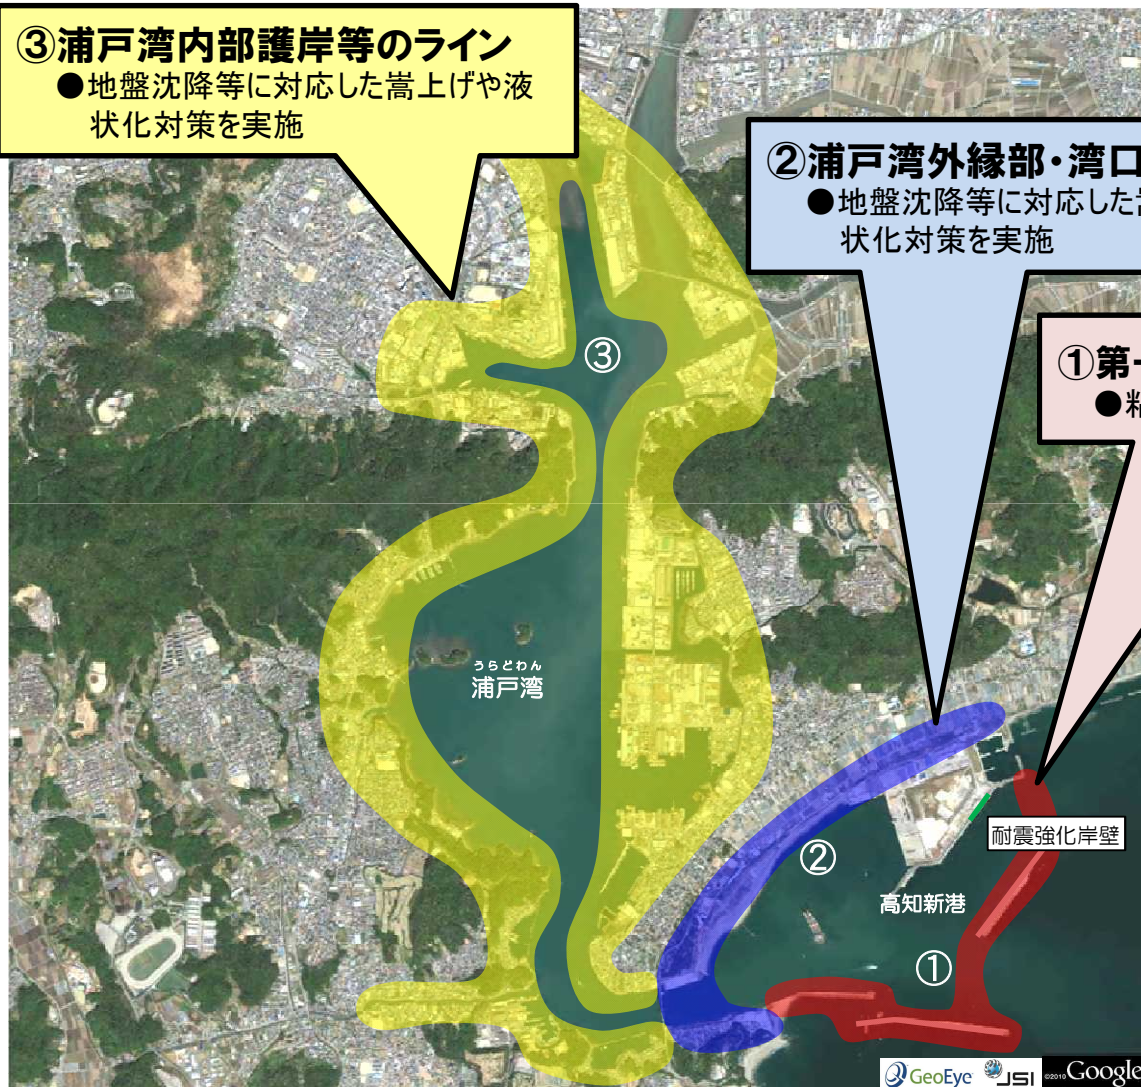 ③浦戸湾内部護岸等のライン
●地盤沈降等に対応した嵩上げや液
状化対策を実施
②浦戸湾外縁部・湾口
●地盤沈降等に対応した
状化対策を実施
①第一
●粘
③
うらどわん
浦戸湾
②
耐震強化岸壁
高知新港
①
GeoEye JSI ©2010 Google